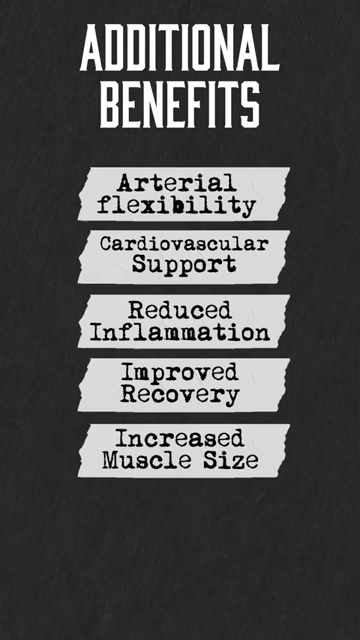 ADDITIONAL
BENEFITS
Arterial
flexibility
Cardiovascular
Support
Reduced
Inflammation
Improved
Recovery
Increased
Muscle Size